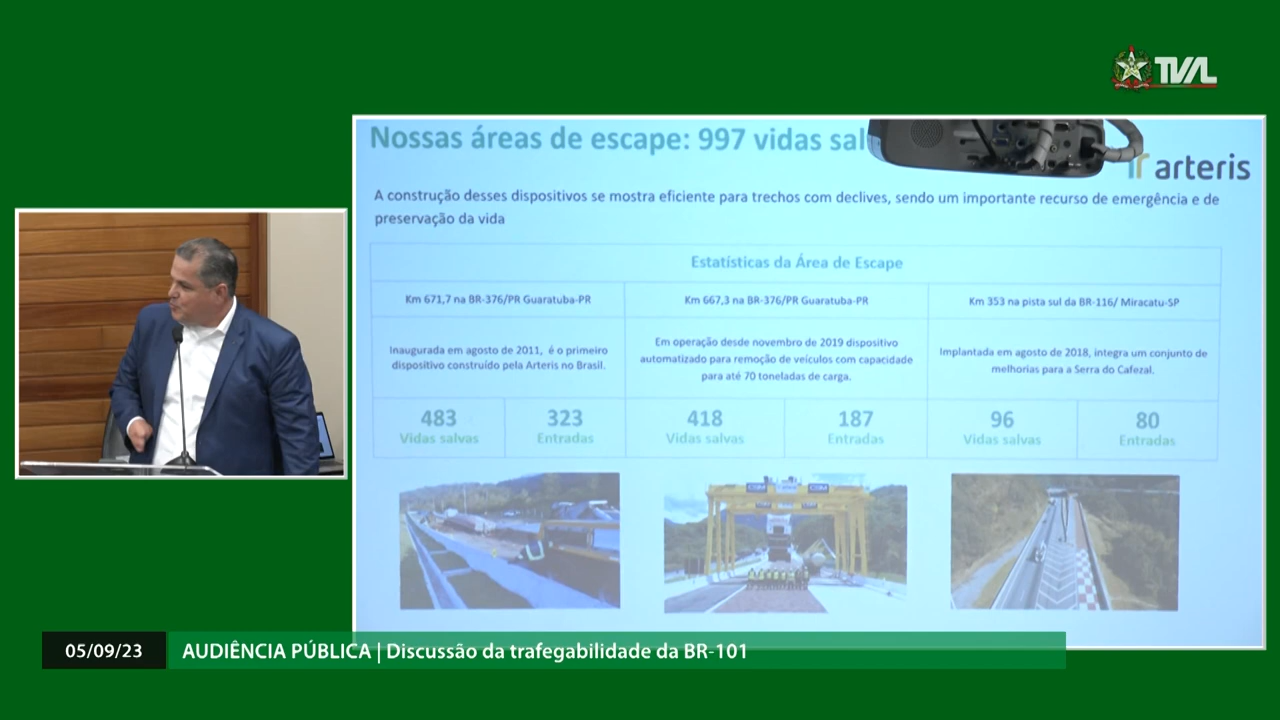 TVAL
Nossas áreas de escape: 997 vidas sal
arteris
A construção desses dispositivos se mostra eficiente para trechos com declives, sendo um importante recurso de emergência e de
preservação da vida
Estatísticas da Área de Escape
Km 671,7 na BR-376/PR Guaratuba-PR
Km 667,3 na BR-376/PR Guaratuba-PR
Km 353 na pista sul da BR-116/ Miracatu-SP
Inaugurada em agosto de 2011, é o primeiro
dispositivo construído pela Arteris no Brasil.
Em operação desde novembro de 2019 dispositivo
automatizado para remoção de veículos com capacidade
para até 70 toneladas de carga.
Implantada em agosto de 2018, integra um conjunto de
melhorias para a Serra do Cafezal.
483
Vidas salvas
323
Entradas
418
Vidas salvas
187
Entradas
96
Vidas salvas
80
Entradas
05/09/23
AUDIÊNCIA PÚBLICA | Discussão da trafegabilidade da BR-101